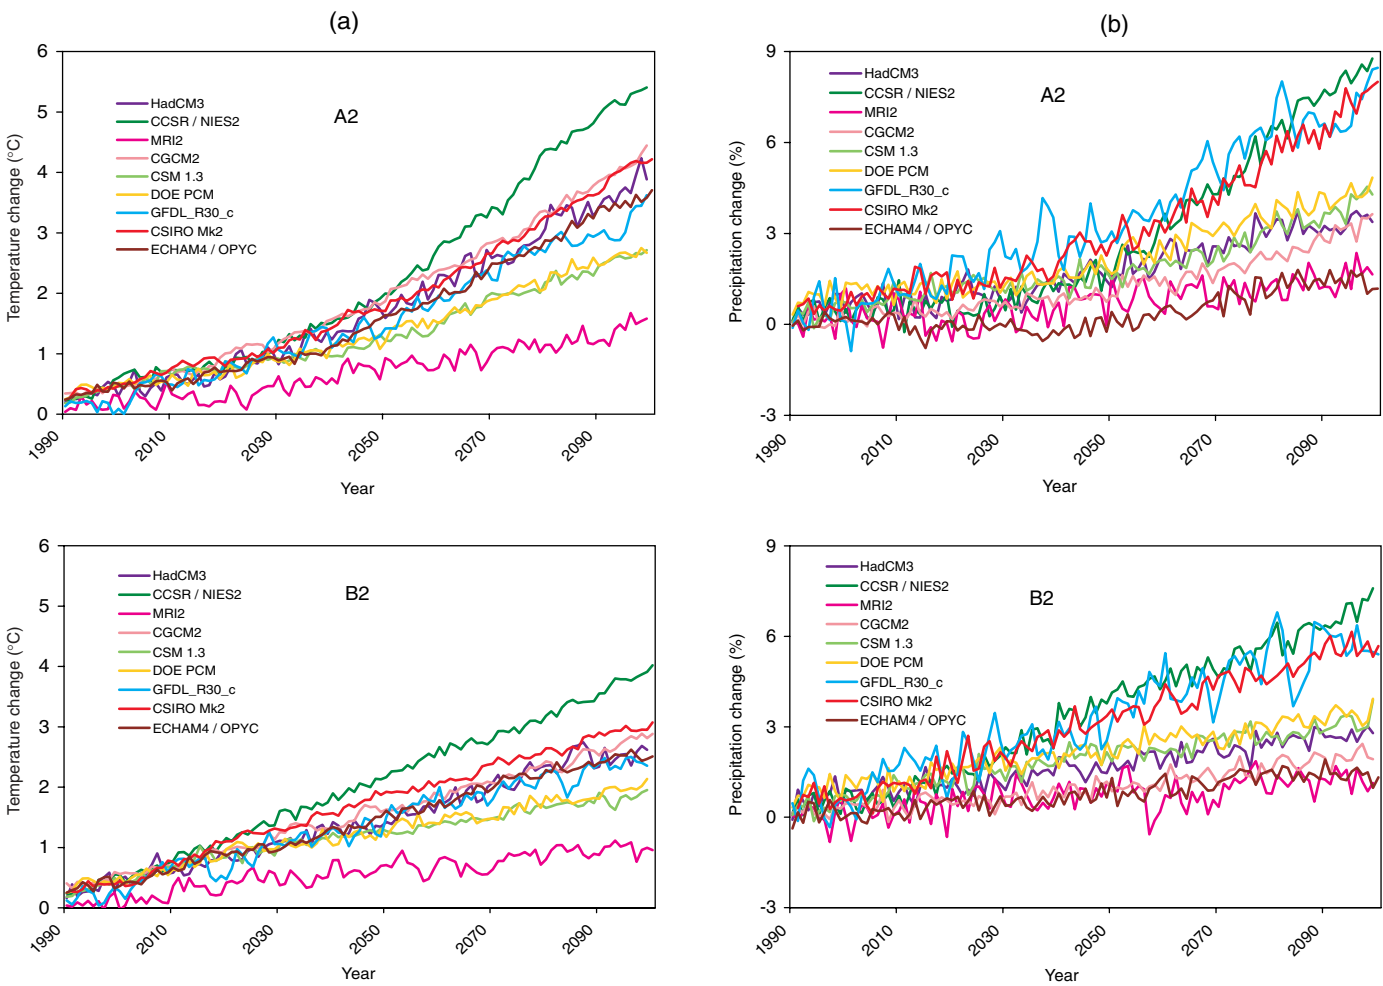 (a)
Temperature change (°C)
6
5
4
3
2
1
0
A2
HadCM3
CCSR / NIES2
MRI2
CGCM2
CSM 1.3
DOE PCM
GFDL_R30_c
CSIRO Mk2
ECHAM4 / OPYC
1990 2010 2030 2050 2070 2090
Year
(b)
Precipitation change (%)
9
6
3
0
-3
A2
HadCM3
CCSR / NIES2
MRI2
CGCM2
CSM 1.3
DOE PCM
GFDL_R30_c
CSIRO Mk2
ECHAM4 / OPYC
1990 2010 2030 2050 2070 2090
Year
Temperature change (°C)
6
5
4
3
2
1
0
B2
HadCM3
CCSR / NIES2
MRI2
CGCM2
CSM 1.3
DOE PCM
GFDL_R30_c
CSIRO Mk2
ECHAM4 / OPYC
1990 2010 2030 2050 2070 2090
Year
Precipitation change (%)
9
6
3
0
-3
B2
HadCM3
CCSR / NIES2
MRI2
CGCM2
CSM 1.3
DOE PCM
GFDL_R30_c
CSIRO Mk2
ECHAM4 / OPYC
1990 2010 2030 2050 2070 2090
Year